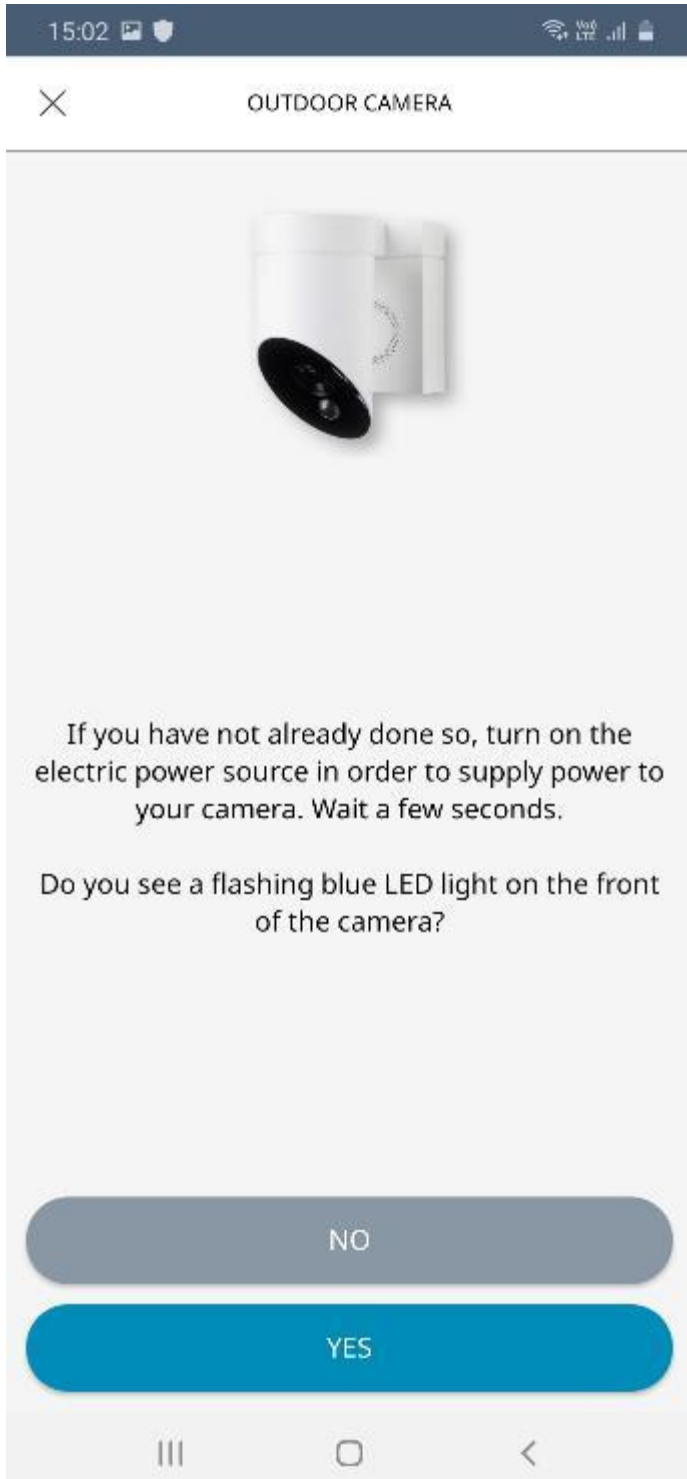 15:02
OUTDOOR CAMERA
If you have not already done so, turn on the
electric power source in order to supply power to
your camera. Wait a few seconds.
Do you see a flashing blue LED light on the front
of the camera?
NO
YES